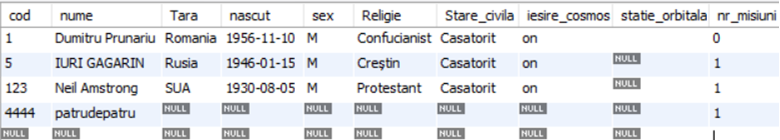 cod nume Tara nascut sex Religie Stare_civila iesire_cosmos statie_orbitala nr_misiuni
1 Dumitru Prunariu Romania 1956-11-10 M Confucianist Casatorit on 0
5 IURI GAGARIN Rusia 1946-01-15 M Creştin Casatorit on NULL 1
123 Neil Amstrong SUA 1930-08-05 M Protestant Casatorit on NULL 1
4444 patrudepatru NULL NULL NULL NULL NULL NULL NULL 1
NULL NULL NULL NULL NULL NULL NULL NULL NULL